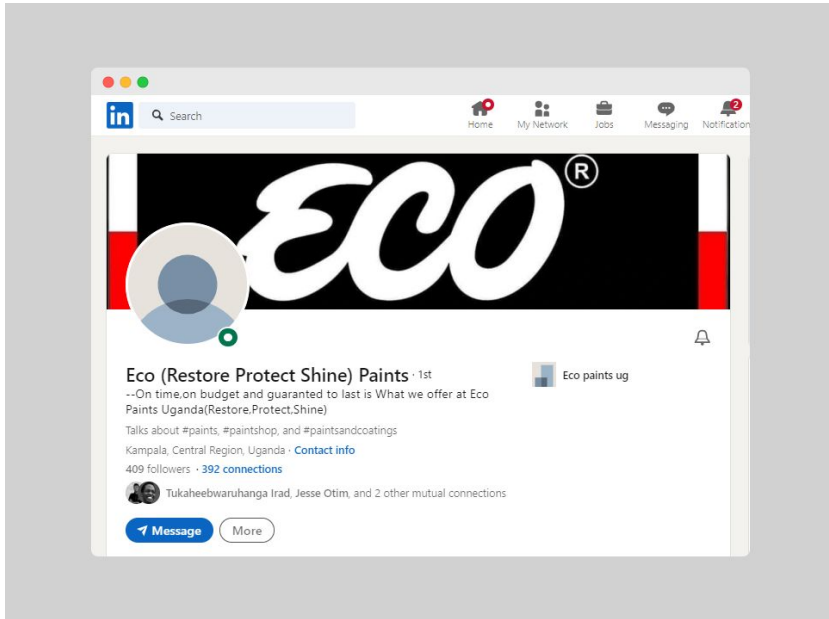 in
Search
Home
My Network
Jobs
Messaging
2
Notification
ECO®
Eco (Restore Protect Shine) Paints · 1st
Eco paints ug
--On time,on budget and guaranted to last is What we offer at Eco
Paints Uganda(Restore,Protect,Shine)
Talks about #paints, #paintshop, and #paintsandcoatings
Kampala, Central Region, Uganda · Contact info
409 followers · 392 connections
Tukaheebwaruhanga Irad, Jesse Otim, and 2 other mutual connections
Message
More